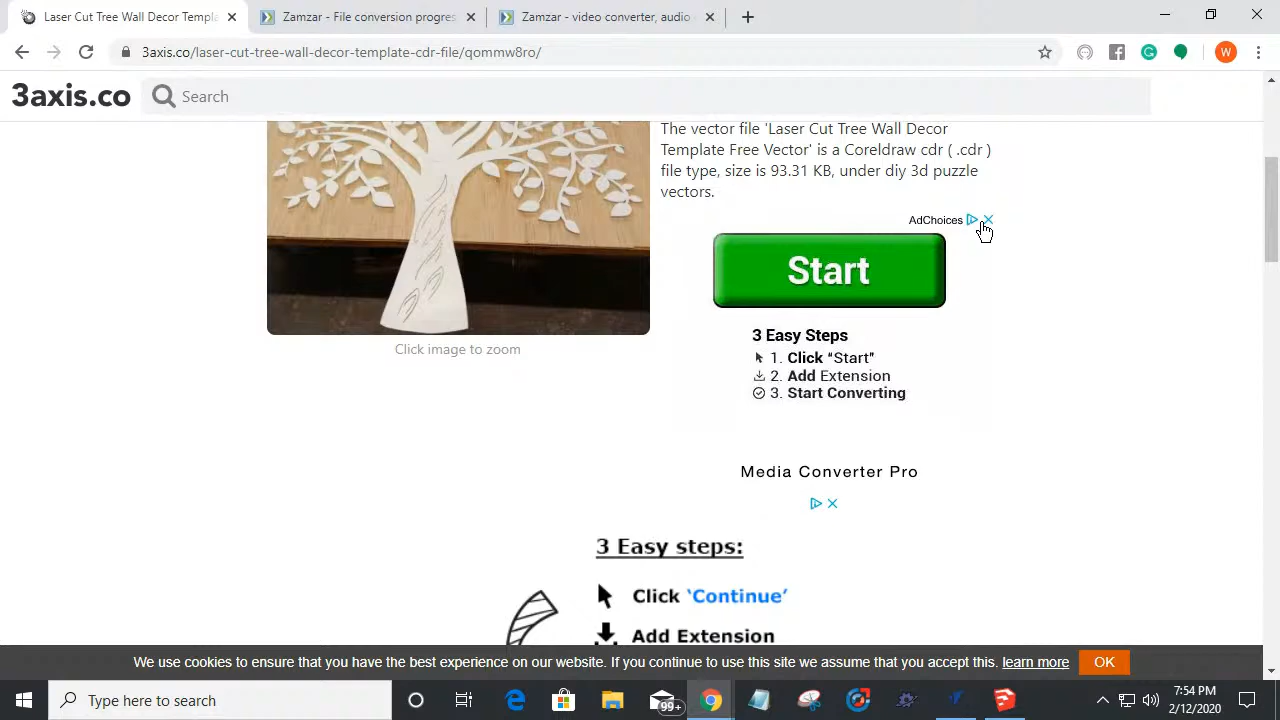 Laser Cut Tree Wall Decor Templa
Zamzar - File conversion progres
Zamzar - video converter, audio
3axis.co/laser-cut-tree-wall-decor-template-cdr-file/qommw8ro/
W
3axis.co
Search
The vector file 'Laser Cut Tree Wall Decor
Template Free Vector' is a Coreldraw cdr ( .cdr )
file type, size is 93.31 KB, under diy 3d puzzle
vectors.
AdChoices
Start
3 Easy Steps
1. Click “Start”
2. Add Extension
3. Start Converting
Click image to zoom
Media Converter Pro
3 Easy steps:
Click ‘Continue’
Add Extension
We use cookies to ensure that you have the best experience on our website. If you continue to use this site we assume that you accept this. learn more
OK
Type here to search
99+
7:54 PM
2/12/2020